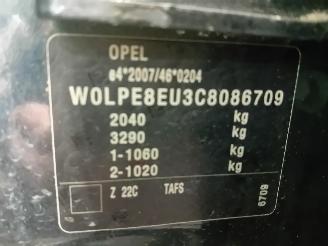 OPEL
e4*2007/46*0204
W0LPE8EU3C8086709
2040 kg
3290 kg
1-1060 kg
2-1020 kg
Z 22C TAFS
6709